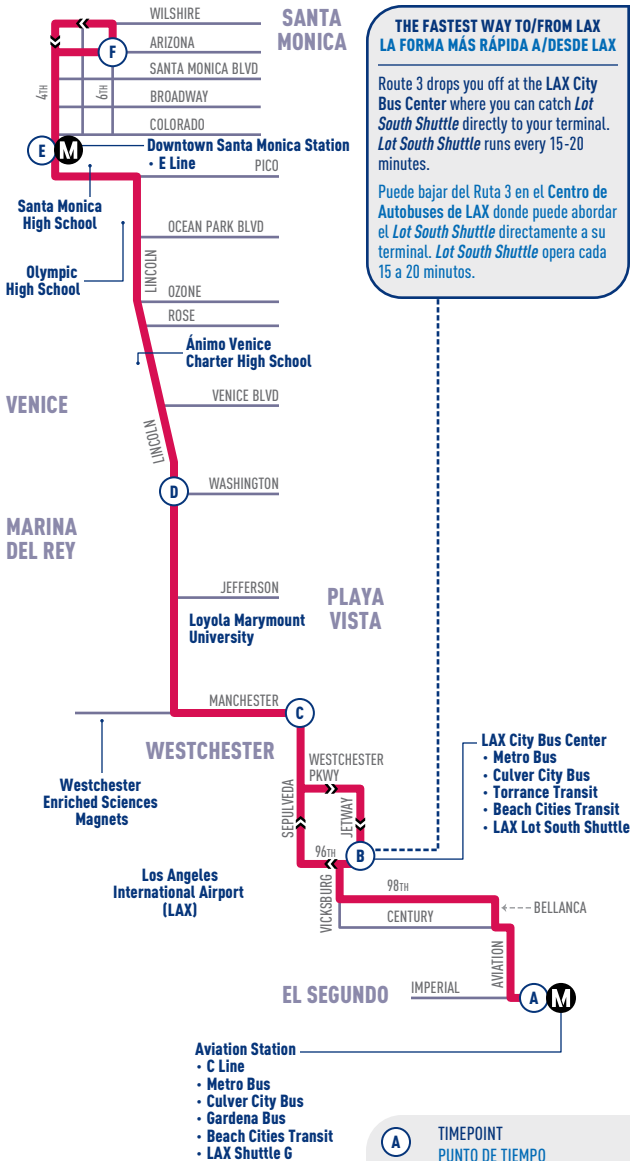 WILSHIRE
SANTA
MONICA
F
ARIZONA
SANTA MONICA BLVD
4TH
6TH
BROADWAY
COLORADO
E
M
Downtown Santa Monica Station
• E Line
PICO
Santa Monica
High School
OCEAN PARK BLVD
LINCOLN
Olympic
High School
OZONE
ROSE
Ánimo Venice
Charter High School
VENICE
VENICE BLVD
LINCOLN
D
WASHINGTON
MARINA
DEL REY
JEFFERSON
PLAYA
VISTA
Loyola Marymount
University
MANCHESTER
C
WESTCHESTER
Westchester
Enriched Sciences
Magnets
WESTCHESTER
PKWY
SEPULVEDA
JETWAY
96TH
B
LAX City Bus Center
• Metro Bus
• Culver City Bus
• Torrance Transit
• Beach Cities Transit
• LAX Lot South Shuttle
Los Angeles
International Airport
(LAX)
VICKSBURG
98TH
CENTURY
BELLANCA
AVIATION
EL SEGUNDO
IMPERIAL
A
M
Aviation Station
• C Line
• Metro Bus
• Culver City Bus
• Gardena Bus
• Beach Cities Transit
• LAX Shuttle G
THE FASTEST WAY TO/FROM LAX
LA FORMA MÁS RÁPIDA A/DESDE LAX
Route 3 drops you off at the LAX City
Bus Center where you can catch Lot
South Shuttle directly to your terminal.
Lot South Shuttle runs every 15-20
minutes.
Puede bajar del Ruta 3 en el Centro de
Autobuses de LAX donde puede abordar
el Lot South Shuttle directamente a su
terminal. Lot South Shuttle opera cada
15 a 20 minutos.
A
TIMEPOINT
PUNTO DE TIEMPO